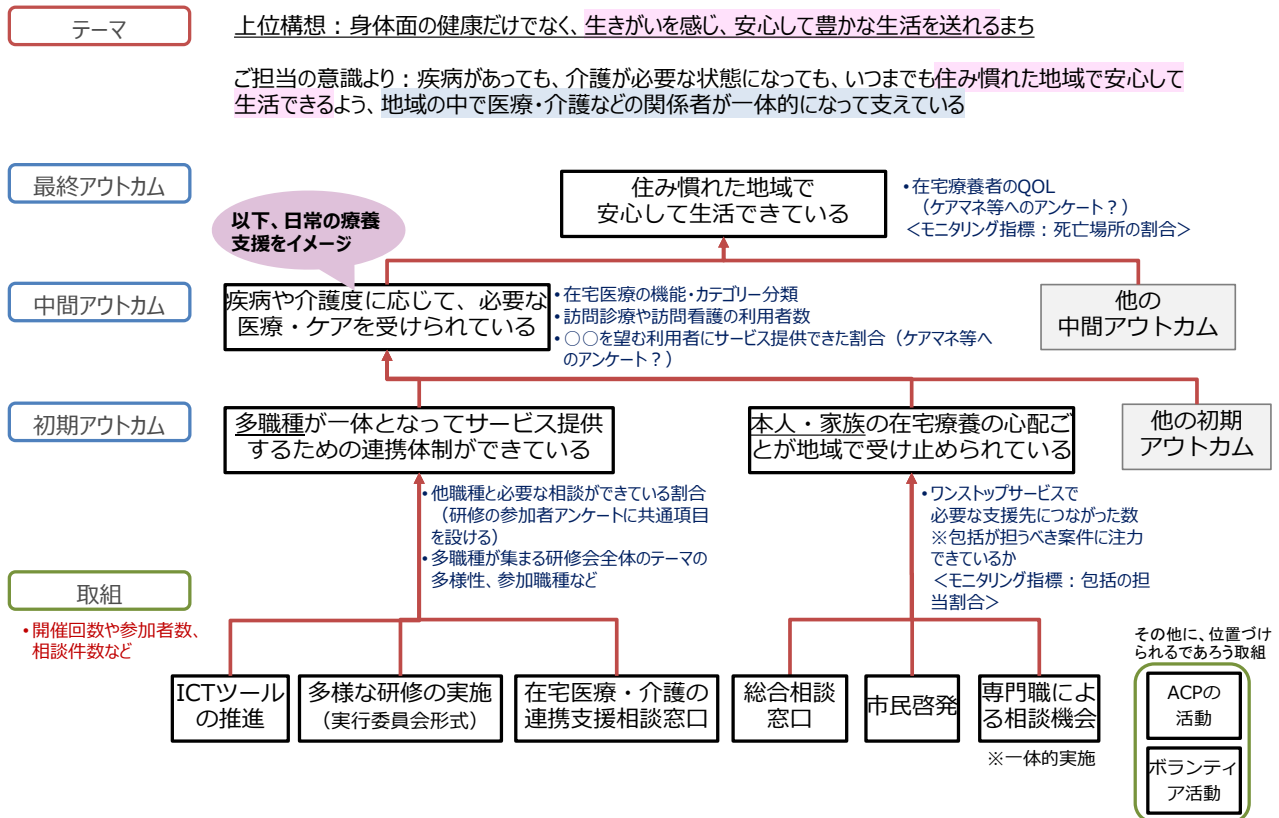 テーマ
上位構想：身体面の健康だけでなく、生きがいを感じ、安心して豊かな生活を送れるまち
ご担当の意識より：疾病があっても、介護が必要な状態になっても、いつまでも住み慣れた地域で安心して
生活できるよう、地域の中で医療・介護などの関係者が一体的になって支えている
最終アウトカム
住み慣れた地域で
安心して生活できている
・在宅療養者のQOL
（ケアマネ等へのアンケート？）
＜モニタリング指標：死亡場所の割合＞
以下、日常の療養
支援をイメージ
中間アウトカム
疾病や介護度に応じて、必要な
医療・ケアを受けられている
・在宅医療の機能・カテゴリー分類
・訪問診療や訪問看護の利用者数
・○○を望む利用者にサービス提供できた割合（ケアマネ等へ
のアンケート？）
他の
中間アウトカム
初期アウトカム
多職種が一体となってサービス提供
するための連携体制ができている
本人・家族の在宅療養の心配ご
とが地域で受け止められている
他の初期
アウトカム
・他職種と必要な相談ができている割合
（研修の参加者アンケートに共通項目
を設ける）
・多職種が集まる研修会全体のテーマの
多様性、参加職種など
・ワンストップサービスで
必要な支援先につながった数
※包括が担うべき案件に注力
できているか
＜モニタリング指標：包括の担
当割合＞
取組
・開催回数や参加者数、
相談件数など
ICTツール
の推進
多様な研修の実施
（実行委員会形式）
在宅医療・介護の
連携支援相談窓口
総合相談
窓口
市民啓発
専門職によ
る相談機会
※一体的実施
その他に、位置づけ
られるであろう取組
ACPの
活動
ボランティ
ア活動